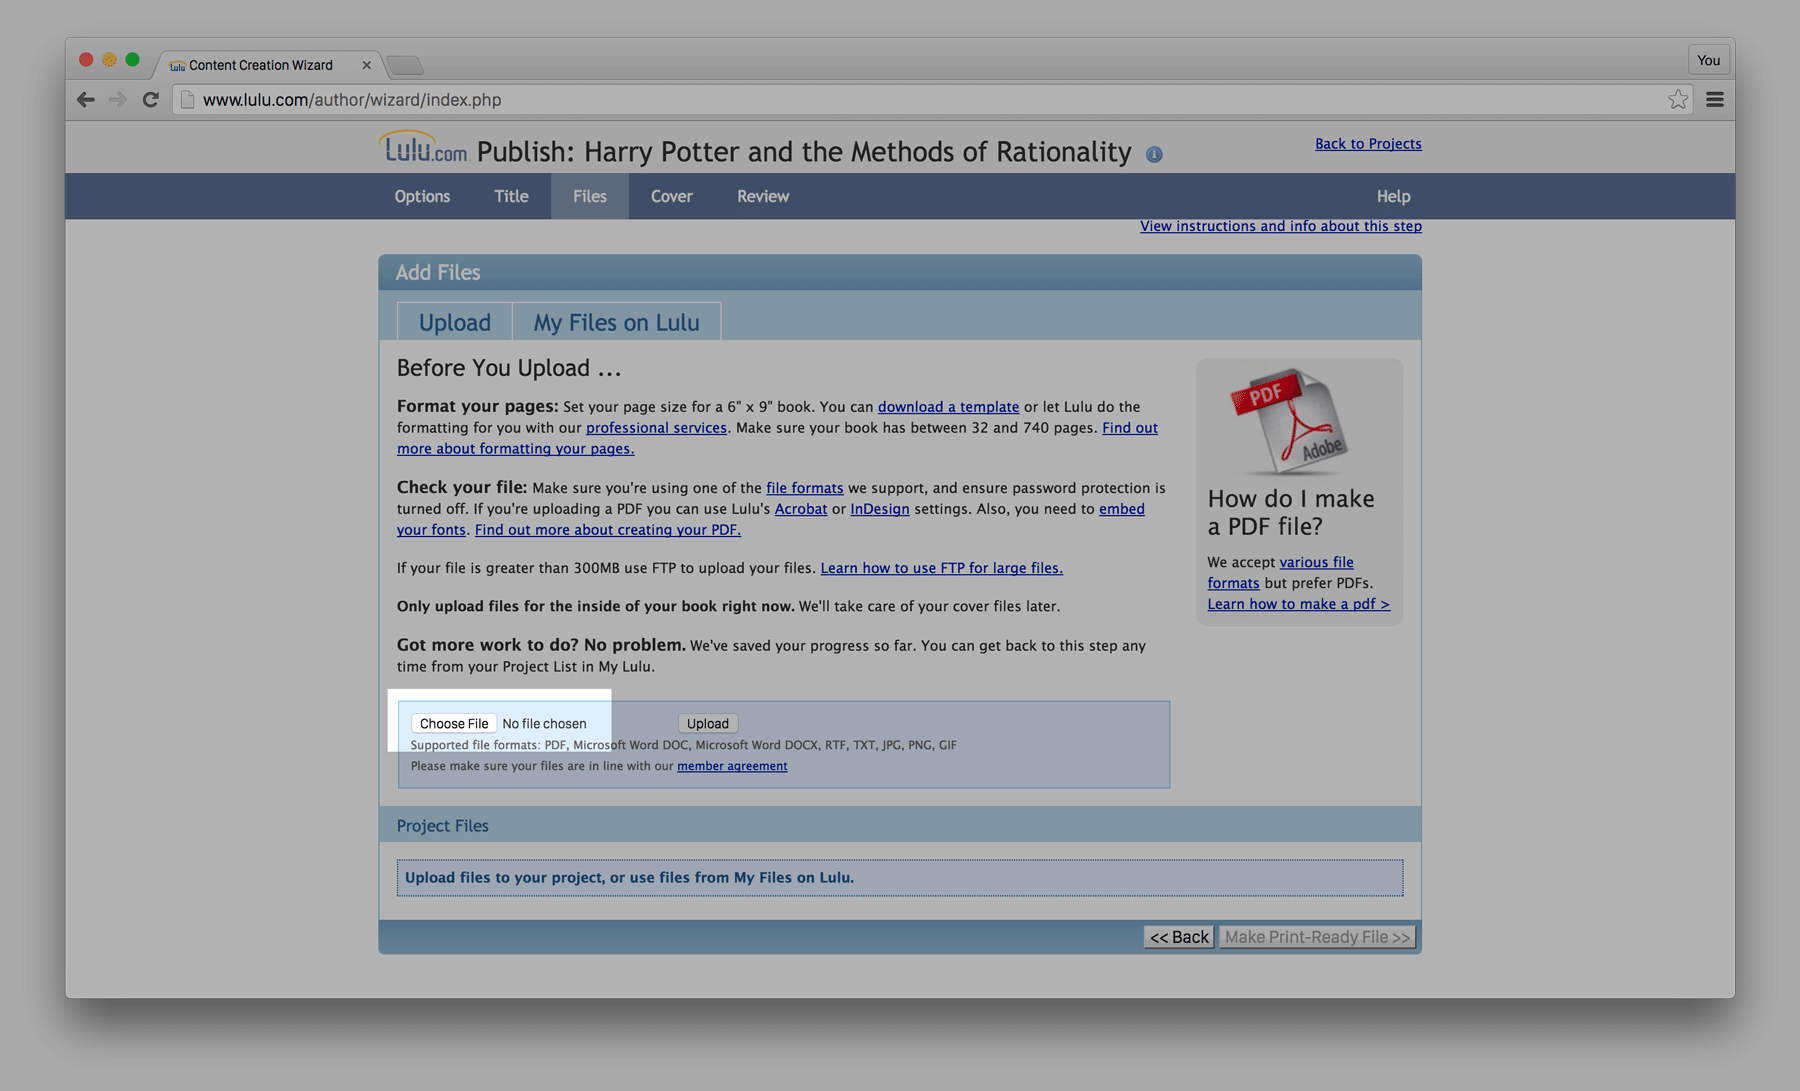 Lulu Content Creation Wizard
You
www.lulu.com/author/wizard/index.php
Lulu.com Publish: Harry Potter and the Methods of Rationality i
Back to Projects
Options Title Files Cover Review Help
View instructions and info about this step
Add Files
Upload My Files on Lulu
Before You Upload ...
Format your pages: Set your page size for a 6" x 9" book. You can download a template or let Lulu do the
formatting for you with our professional services. Make sure your book has between 32 and 740 pages. Find out
more about formatting your pages.
Check your file: Make sure you're using one of the file formats we support, and ensure password protection is
turned off. If you're uploading a PDF you can use Lulu's Acrobat or InDesign settings. Also, you need to embed
your fonts. Find out more about creating your PDF.
If your file is greater than 300MB use FTP to upload your files. Learn how to use FTP for large files.
Only upload files for the inside of your book right now. We'll take care of your cover files later.
Got more work to do? No problem. We've saved your progress so far. You can get back to this step any
time from your Project List in My Lulu.
PDF
Adobe
How do I make
a PDF file?
We accept various file
formats but prefer PDFs.
Learn how to make a pdf >
Choose File No file chosen Upload
Supported file formats: PDF, Microsoft Word DOC, Microsoft Word DOCX, RTF, TXT, JPG, PNG, GIF
Please make sure your files are in line with our member agreement
Project Files
Upload files to your project, or use files from My Files on Lulu.
<< Back Make Print-Ready File >>